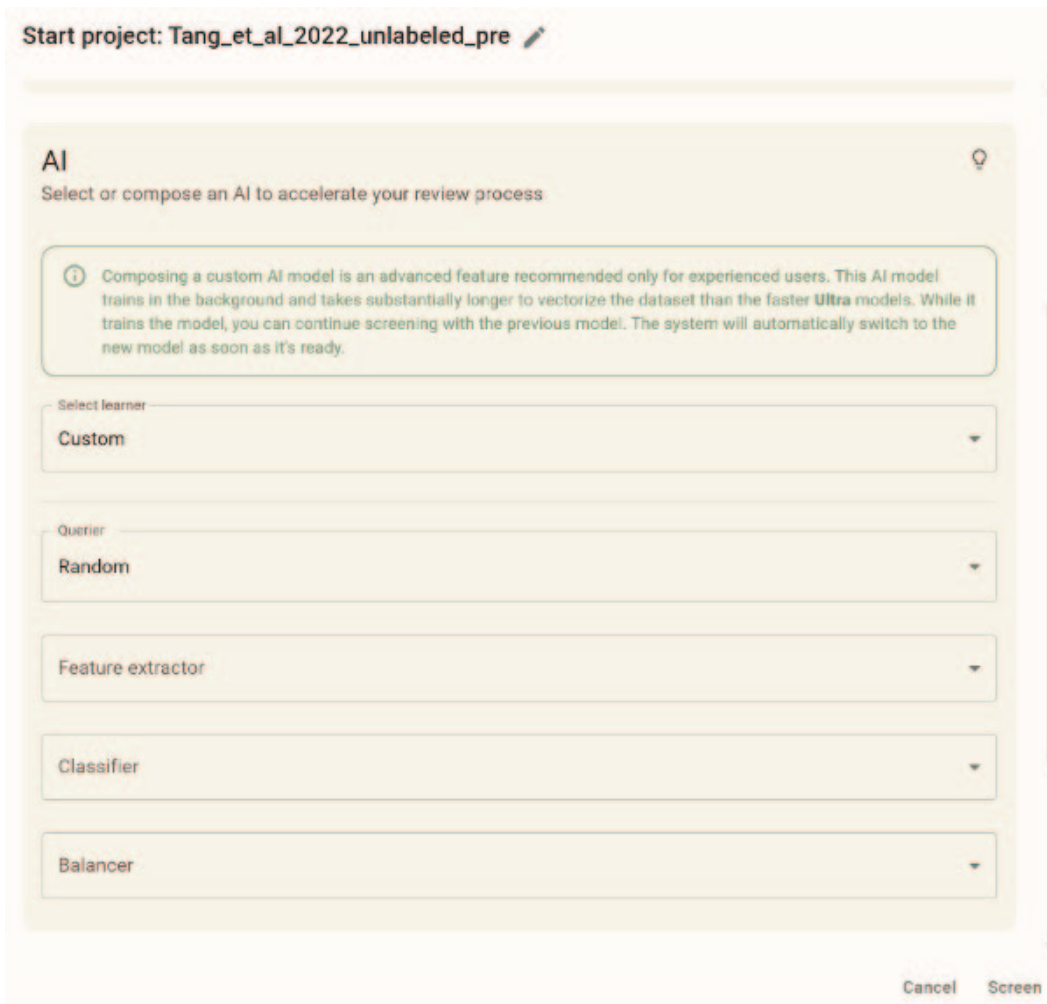 Start project: Tang_et_al_2022_unlabeled_pre
AI
Select or compose an AI to accelerate your review process
Composing a custom AI model is an advanced feature recommended only for experienced users. This AI model
trains in the background and takes substantially longer to vectorize the dataset than the faster Ultra models. While it
trains the model, you can continue screening with the previous model. The system will automatically switch to the
new model as soon as it's ready.
Select learner
Custom
Querier
Random
Feature extractor
Classifier
Balancer
Cancel Screen